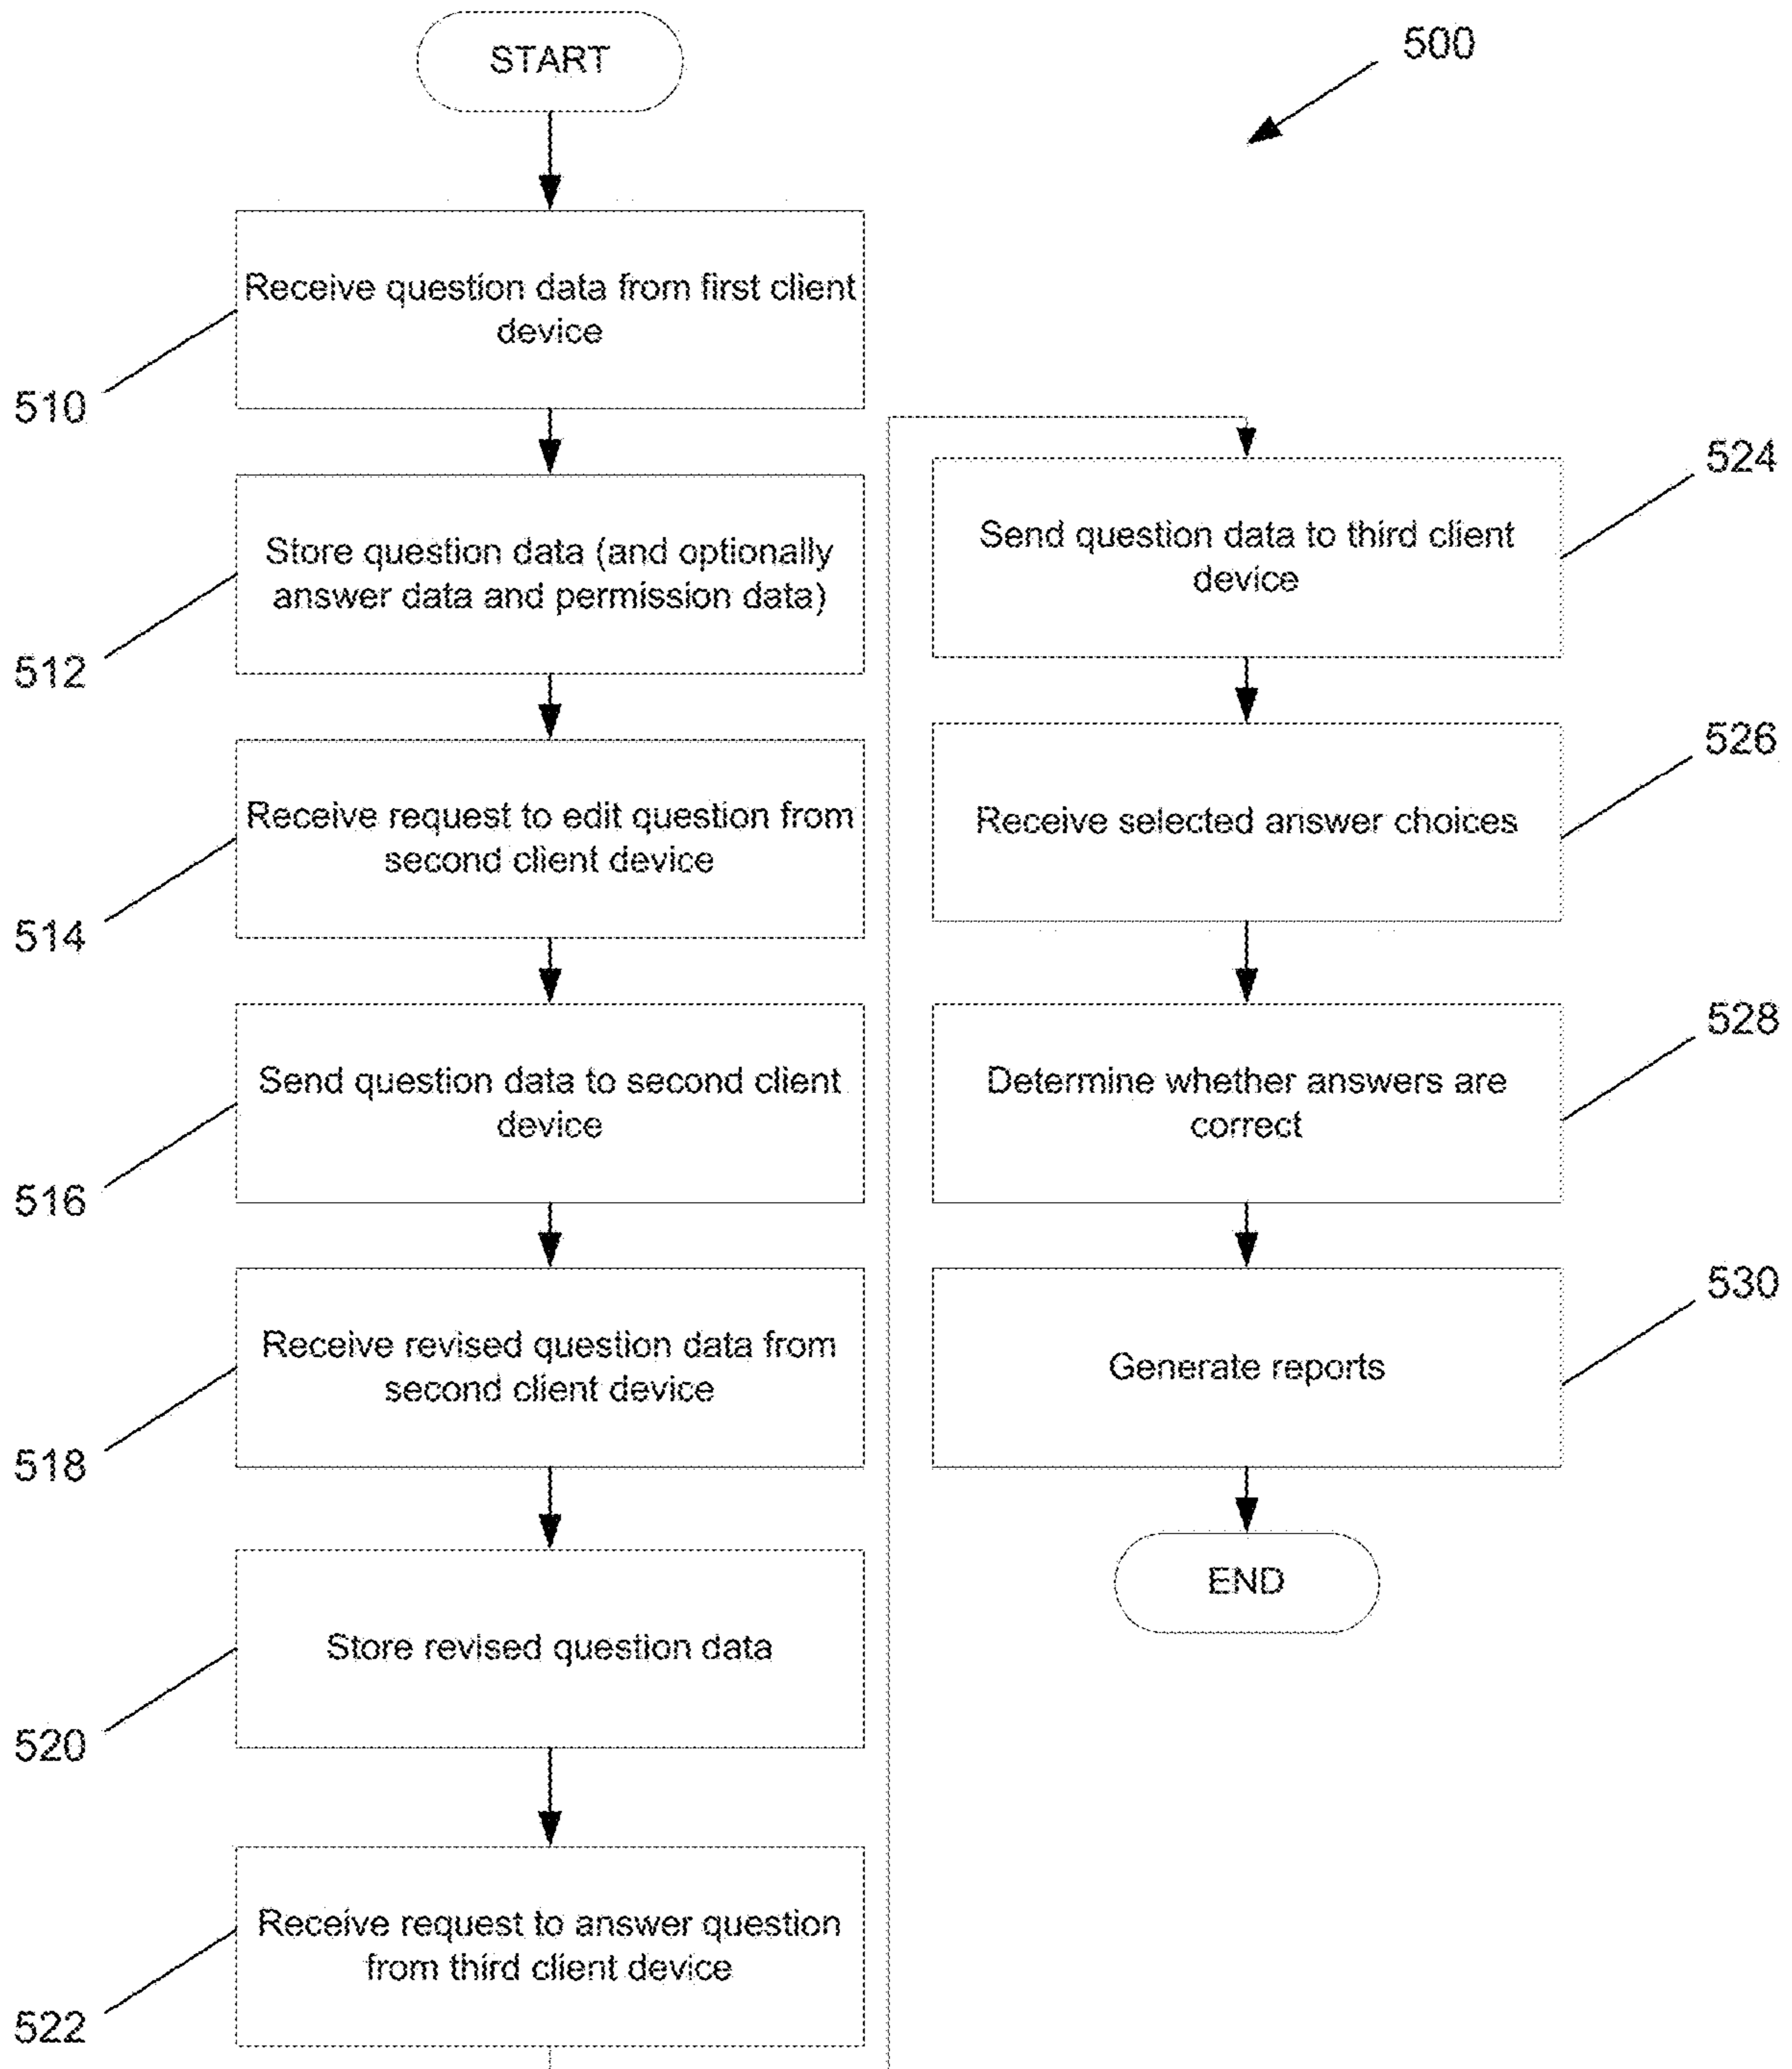 START
500
Receive question data from first client
device
510
Store question data (and optionally
answer data and permission data)
512
Receive request to edit question from
second client device
514
Send question data to second client
device
516
Receive revised question data from
second client device
518
Store revised question data
520
Receive request to answer question
from third client device
522
Send question data to third client
device
524
Receive selected answer choices
526
Determine whether answers are
correct
528
Generate reports
530
END